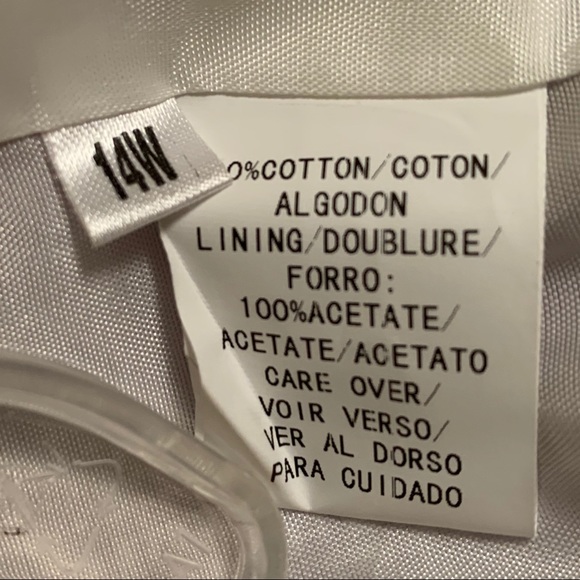 14W
0%COTTON/COTON/
ALGODON
LINING/DOUBLURE/
FORRO:
100%ACETATE/
ACETATE/ACETATO
CARE OVER/
VOIR VERSO/
VER AL DORSO
PARA CUIDADO